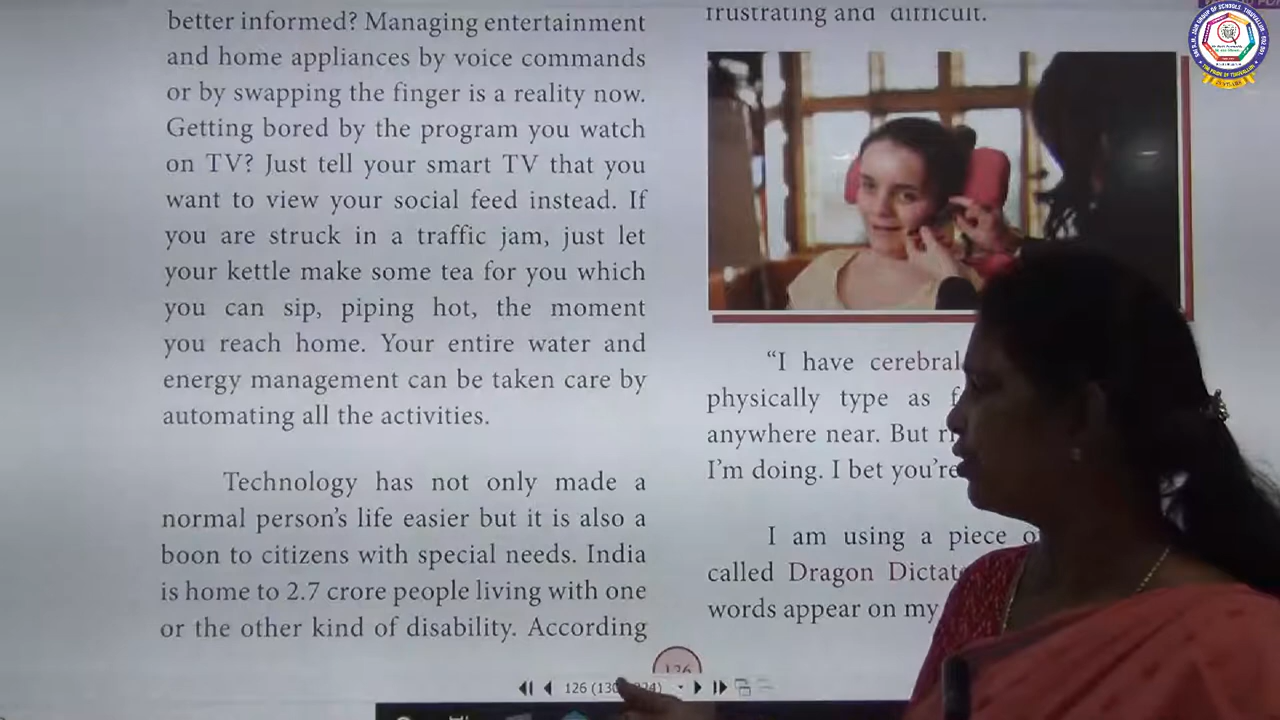 better informed? Managing entertainment
and home appliances by voice commands
or by swapping the finger is a reality now.
Getting bored by the program you watch
on TV? Just tell your smart TV that you
want to view your social feed instead. If
you are struck in a traffic jam, just let
your kettle make some tea for you which
you can sip, piping hot, the moment
you reach home. Your entire water and
energy management can be taken care by
automating all the activities.
Technology has not only made a
normal person's life easier but it is also a
boon to citizens with special needs. India
is home to 2.7 crore people living with one
or the other kind of disability. According
frustrating and difficult.
“I have cerebral
physically type as
anywhere near. But
I'm doing. I bet you're
I am using a piece
called Dragon
words appear on my
126
126